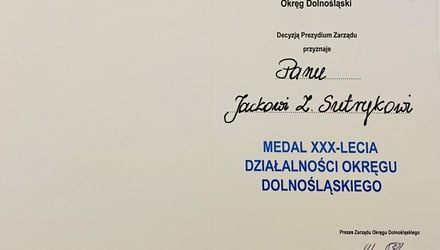 Okręg Dolnośląski
Decyzją Prezydium Zarządu
przyznaje
Panu
Jackowi Z. Sutrykowi
MEDAL XXX-LECIA
DZIAŁALNOŚCI OKRĘGU
DOLNOŚLĄSKIEGO
Prezes Zarządu Okręgu Dolnośląskiego